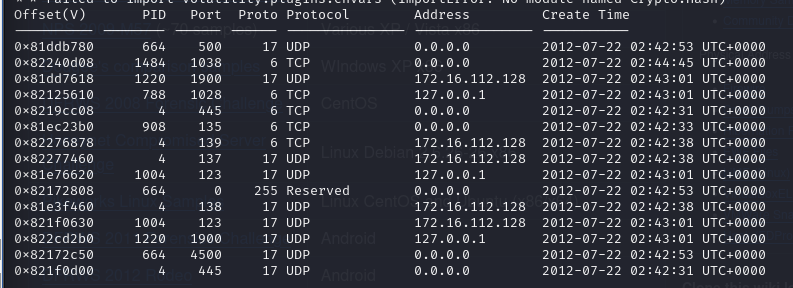 * * Failed to import volatility.plugins.envars (ImportError: No module named Crypto.Hash)
Offset(V) PID Port Proto Protocol Address Create Time
0x81ddb780 664 500 17 UDP 0.0.0.0 2012-07-22 02:42:53 UTC+0000
0x82240d08 1484 1038 6 TCP 0.0.0.0 2012-07-22 02:44:45 UTC+0000
0x81dd7618 1220 1900 17 UDP 172.16.112.128 2012-07-22 02:43:01 UTC+0000
0x82125610 788 1028 6 TCP 127.0.0.1 2012-07-22 02:43:01 UTC+0000
0x8219cc08 4 445 6 TCP 0.0.0.0 2012-07-22 02:42:31 UTC+0000
0x81ec23b0 908 135 6 TCP 0.0.0.0 2012-07-22 02:42:33 UTC+0000
0x82276878 4 139 6 TCP 172.16.112.128 2012-07-22 02:42:38 UTC+0000
0x82277460 4 137 17 UDP 172.16.112.128 2012-07-22 02:42:38 UTC+0000
0x81e76620 1004 123 17 UDP 127.0.0.1 2012-07-22 02:43:01 UTC+0000
0x82172808 664 0 255 Reserved 0.0.0.0 2012-07-22 02:42:53 UTC+0000
0x81e3f460 4 138 17 UDP 172.16.112.128 2012-07-22 02:42:38 UTC+0000
0x821f0630 1004 123 17 UDP 172.16.112.128 2012-07-22 02:43:01 UTC+0000
0x822cd2b0 1220 1900 17 UDP 127.0.0.1 2012-07-22 02:43:01 UTC+0000
0x82172c50 664 4500 17 UDP 0.0.0.0 2012-07-22 02:42:53 UTC+0000
0x821f0d00 4 445 17 UDP 0.0.0.0 2012-07-22 02:42:31 UTC+0000
Windows XP
CentOS
Linux Debian
Linux CentOS
Android
Android